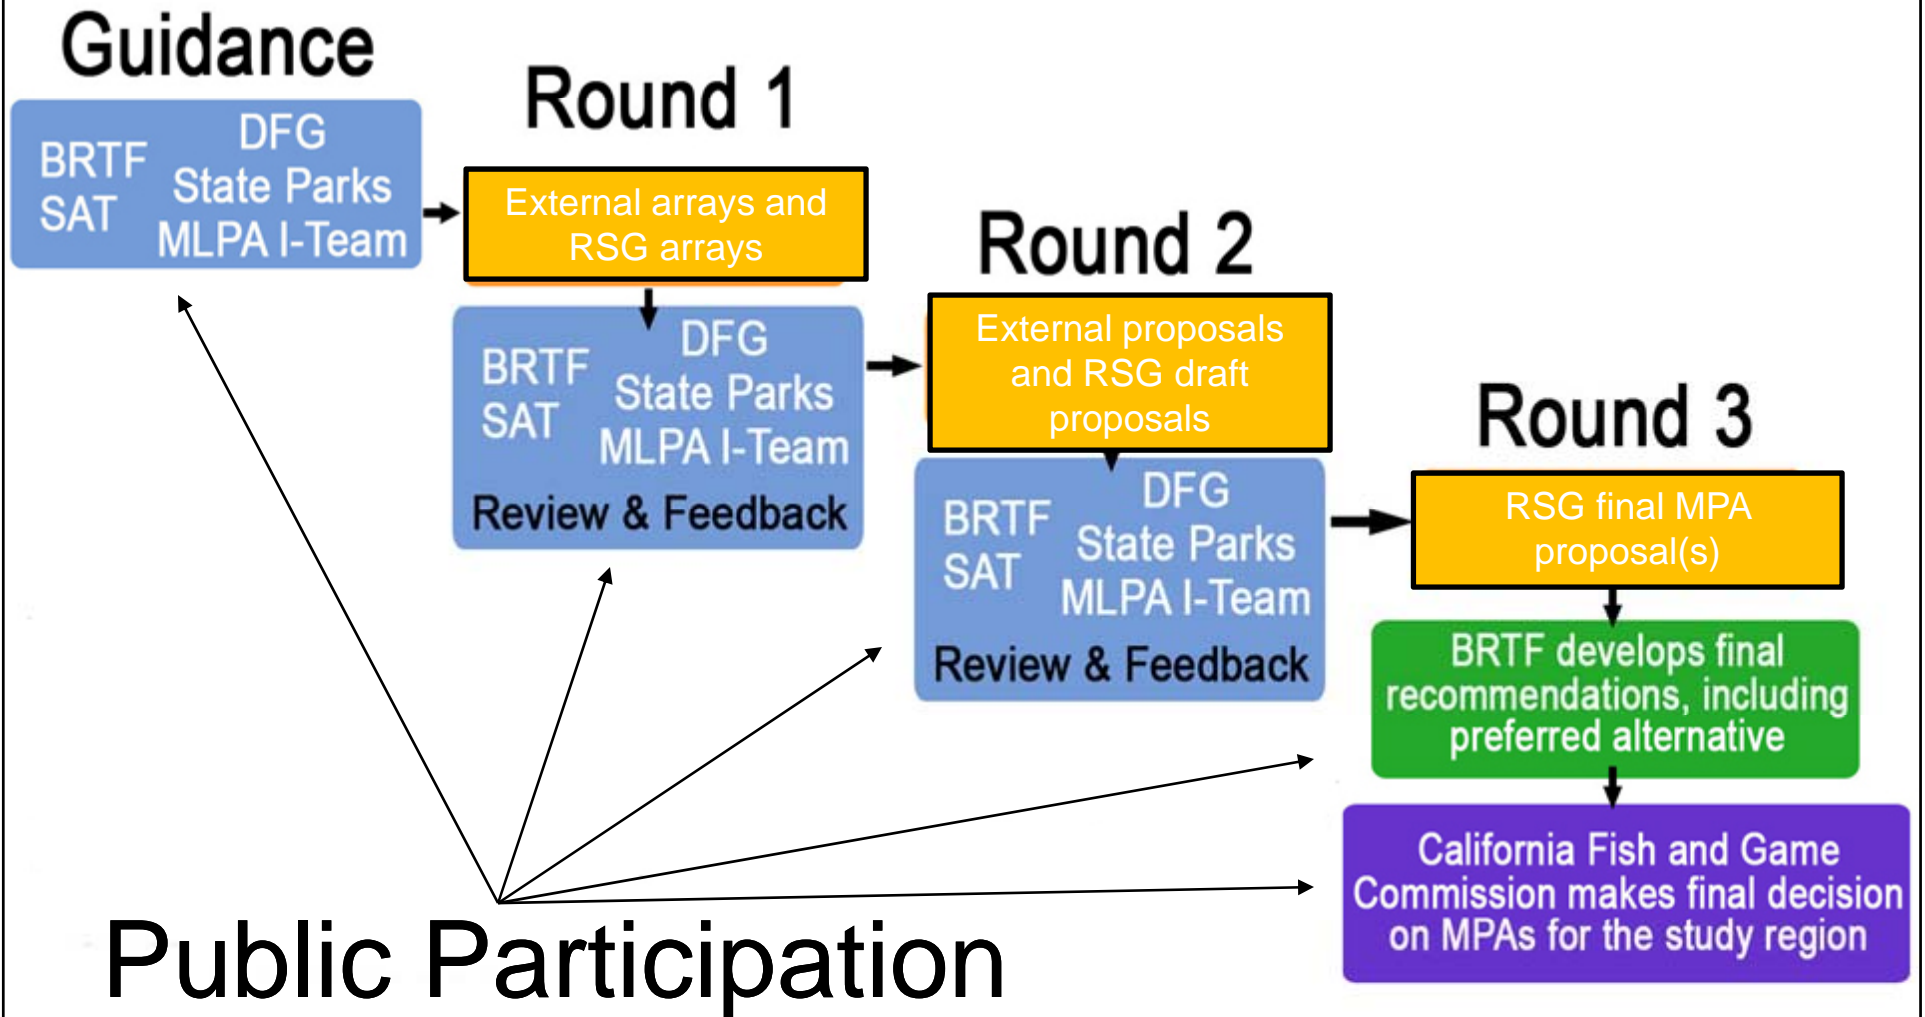 Guidance
BRTF
SAT
DFG
State Parks
MLPA I-Team
Round 1
External arrays and
RSG arrays
BRTF
SAT
DFG
State Parks
MLPA I-Team
Review & Feedback
Round 2
External proposals
and RSG draft
proposals
BRTF
SAT
DFG
State Parks
MLPA I-Team
Review & Feedback
Round 3
RSG final MPA
proposal(s)
BRTF develops final
recommendations, including
preferred alternative
California Fish and Game
Commission makes final decision
on MPAs for the study region
Public Participation